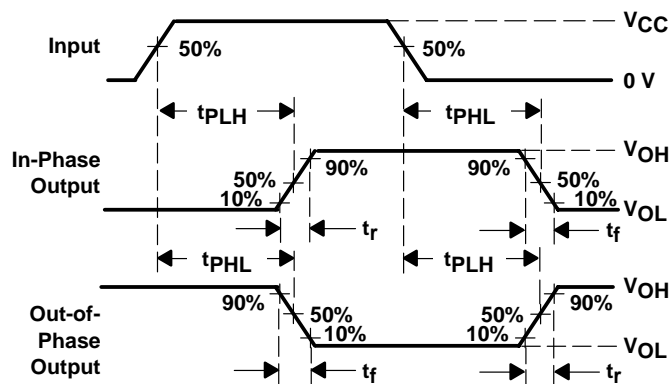 VCC
Input 50% 50%
0 V
tPLH tPHL
In-Phase
Output
VOH
90% 90%
50% 50%
10% 10%
VOL
tr tf
tPHL tPLH
Out-of-
Phase
Output
VOH
90% 90%
50% 50%
10% 10%
VOL
tf tr